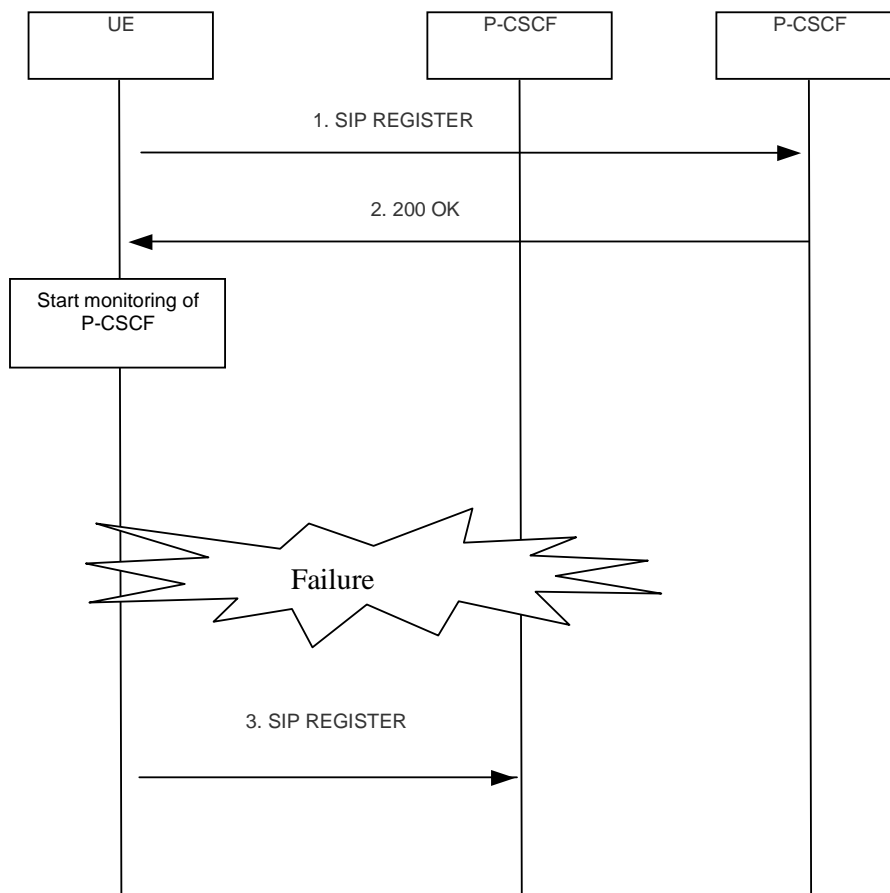 UE
P-CSCF
P-CSCF
1. SIP REGISTER
2. 200 OK
Start monitoring of
P-CSCF
Failure
3. SIP REGISTER